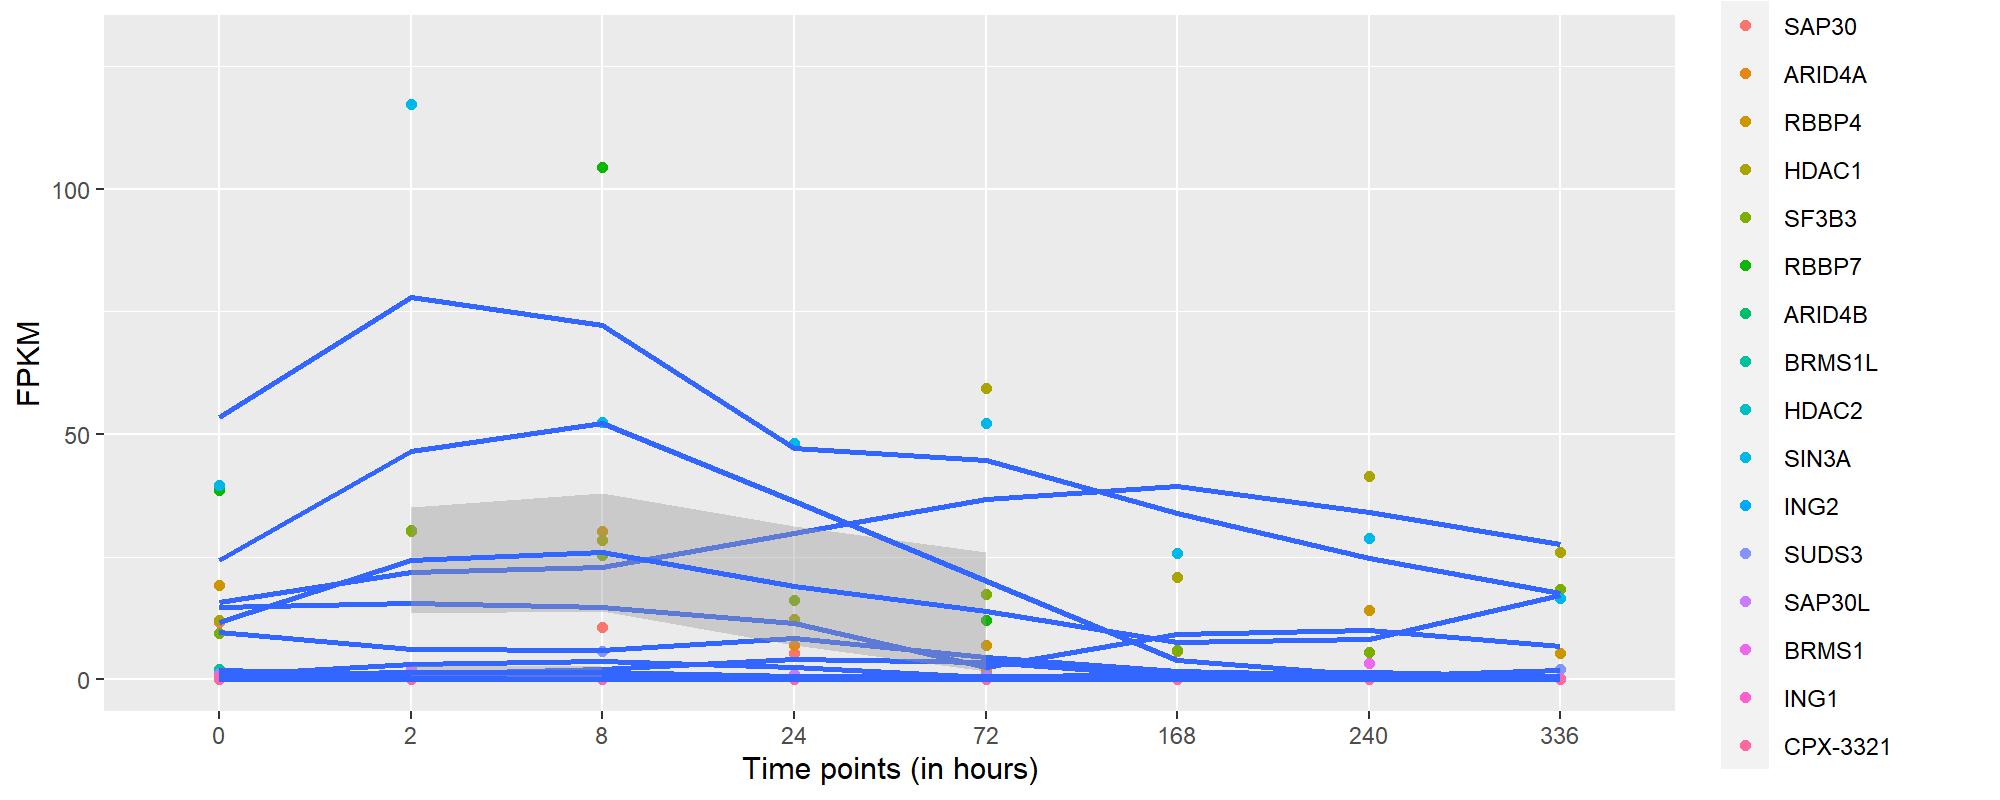 FPKM
100
50
0
0
2
8
24
72
168
240
336
Time points (in hours)
SAP30
ARID4A
RBBP4
HDAC1
SF3B3
RBBP7
ARID4B
BRMS1L
HDAC2
SIN3A
ING2
SUDS3
SAP30L
BRMS1
ING1
CPX-3321